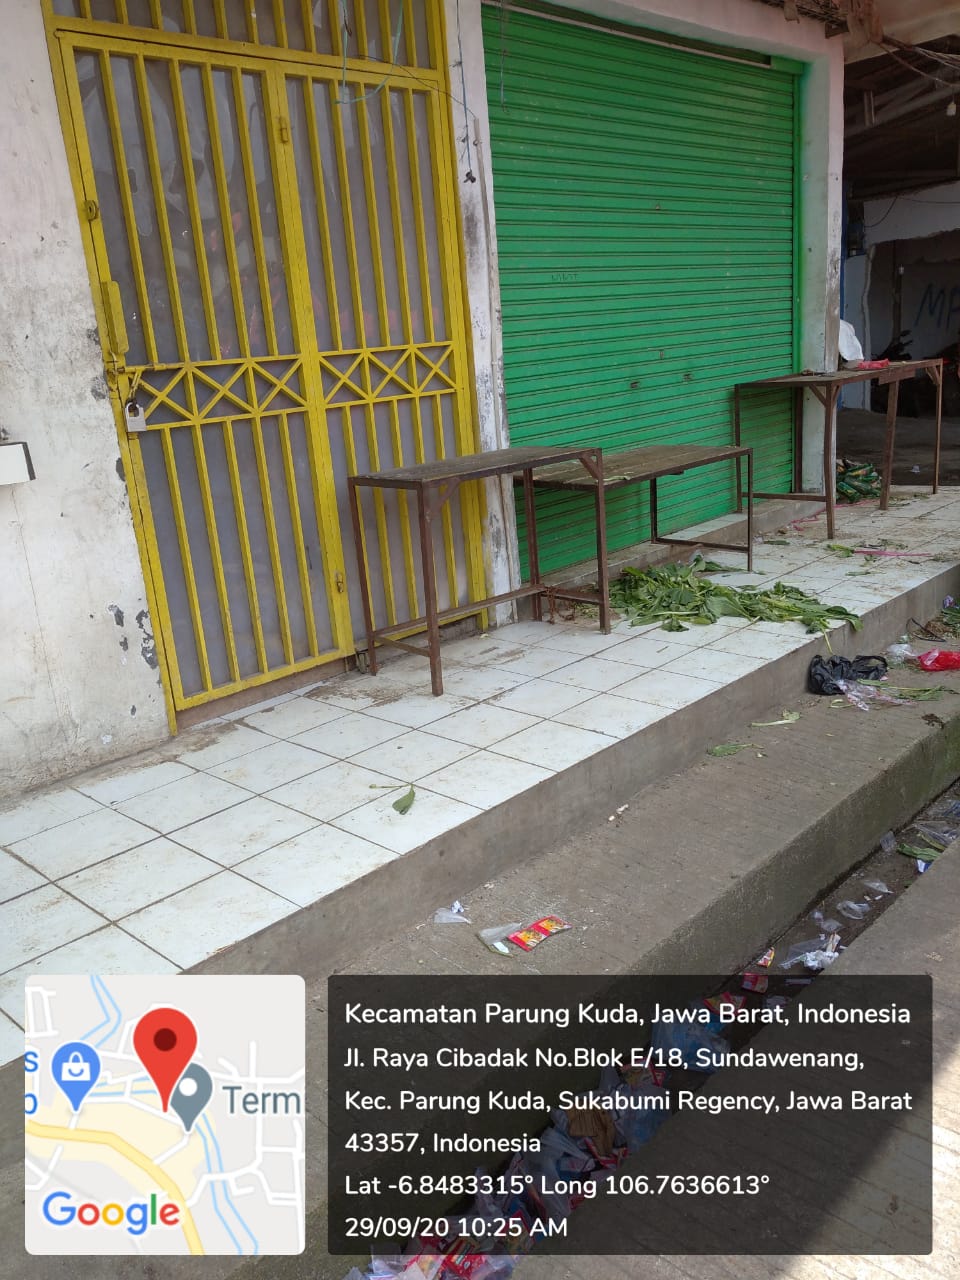 Kecamatan Parung Kuda, Jawa Barat, Indonesia
Jl. Raya Cibadak No.Blok E/18, Sundawenang,
Kec. Parung Kuda, Sukabumi Regency, Jawa Barat
43357, Indonesia
Lat -6.8483315° Long 106.7636613°
29/09/20 10:25 AM
Term
Google